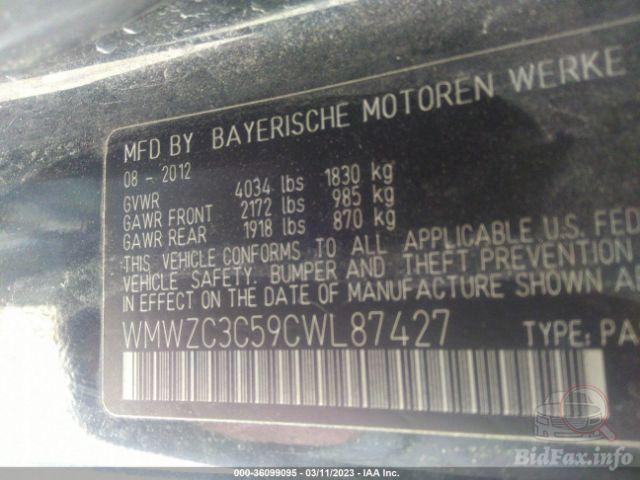 MFD BY BAYERISCHE MOTOREN WERKE
08 - 2012
GVWR 4034 lbs 1830 kg
GAWR FRONT 2172 lbs 985 kg
GAWR REAR 1918 lbs 870 kg
THIS VEHICLE CONFORMS TO ALL APPLICABLE U.S. FED
VEHICLE SAFETY. BUMPER AND THEFT PREVENTION
IN EFFECT ON THE DATE OF MANUFACTURE SHOWN A
WMWZC3C59CWL87427 TYPE: PA
BidFax.info
000-36099095 - 03/11/2023 - IAA Inc.